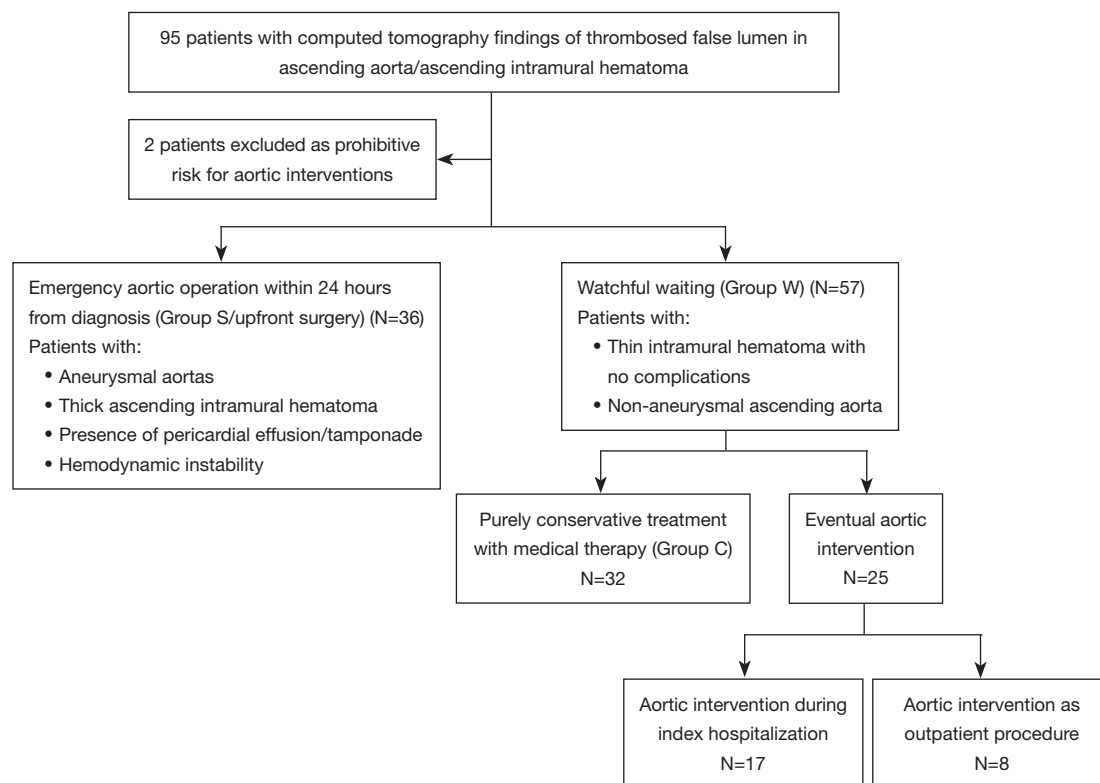 95 patients with computed tomography findings of thrombosed false lumen in
ascending aorta/ascending intramural hematoma
2 patients excluded as prohibitive
risk for aortic interventions
Emergency aortic operation within 24 hours
from diagnosis (Group S/upfront surgery) (N=36)
Patients with:
• Aneurysmal aortas
• Thick ascending intramural hematoma
• Presence of pericardial effusion/tamponade
• Hemodynamic instability
Watchful waiting (Group W) (N=57)
Patients with:
• Thin intramural hematoma with
no complications
• Non-aneurysmal ascending aorta
Purely conservative treatment
with medical therapy (Group C)
N=32
Eventual aortic
intervention
N=25
Aortic intervention during
index hospitalization
N=17
Aortic intervention as
outpatient procedure
N=8